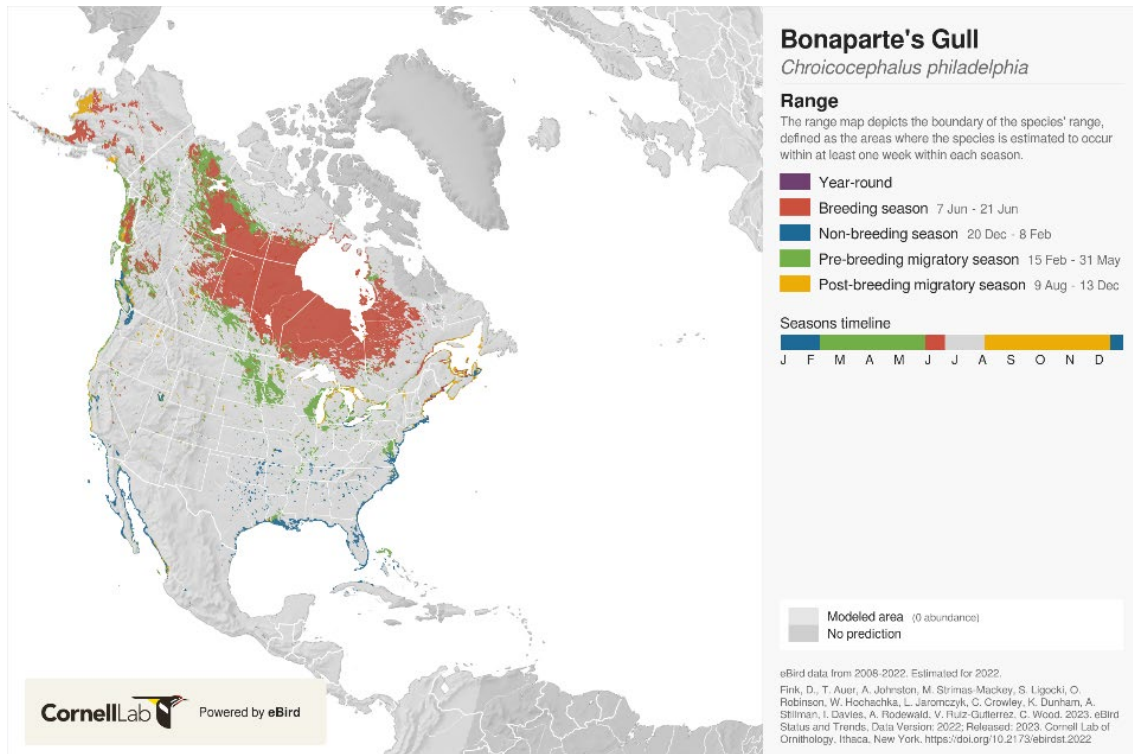 Bonaparte's Gull
Chroicocephalus philadelphia
Range
The range map depicts the boundary of the species' range,
defined as the areas where the species is estimated to occur
within at least one week within each season.
Year-round
Breeding season 7 Jun - 21 Jun
Non-breeding season 20 Dec - 8 Feb
Pre-breeding migratory season 15 Feb - 31 May
Post-breeding migratory season 9 Aug - 13 Dec
Seasons timeline
J F M A M J J A S O N D
Modeled area (0 abundance)
No prediction
eBird data from 2008-2022. Estimated for 2022.
Fink, D., T. Auer, A. Johnston, M. Strimas-Mackey, S. Ligocki, O.
Robinson, W. Hochachka, L. Jaromczyk, C. Crowley, K. Dunham, A.
Stillman, I. Davies, A. Rodewald, V. Ruiz-Gutierrez, C. Wood. 2023. eBird
Status and Trends, Data Version: 2022; Released: 2023. Cornell Lab of
Ornithology, Ithaca, New York. https://doi.org/10.2173/ebirdst.2022
CornellLab Powered by eBird